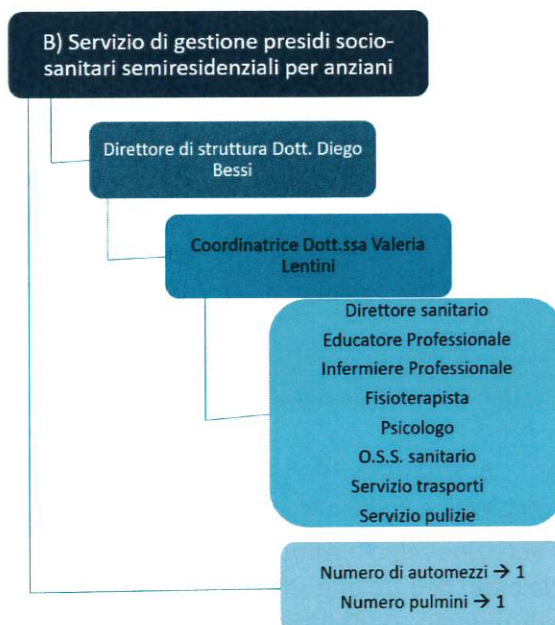 B) Servizio di gestione presidi socio-
sanitari semiresidenziali per anziani
Direttore di struttura Dott. Diego
Bessi
Coordinatrice Dott.ssa Valeria
Lentini
Direttore sanitario
Educatore Professionale
Infermiere Professionale
Fisioterapista
Psicologo
O.S.S. sanitario
Servizio trasporti
Servizio pulizie
Numero di automezzi → 1
Numero pulmini → 1